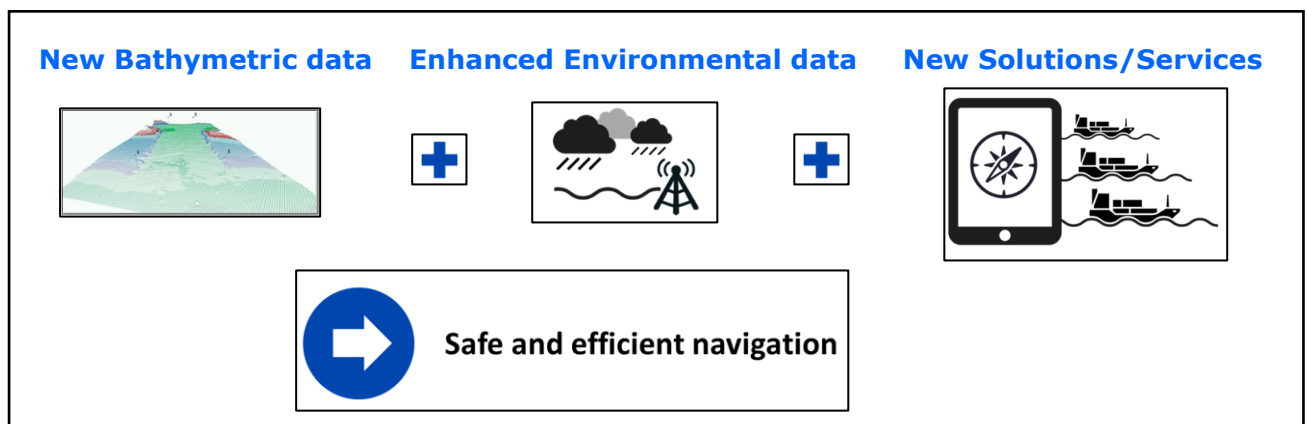 New Bathymetric data
Enhanced Environmental data
New Solutions/Services
Safe and efficient navigation